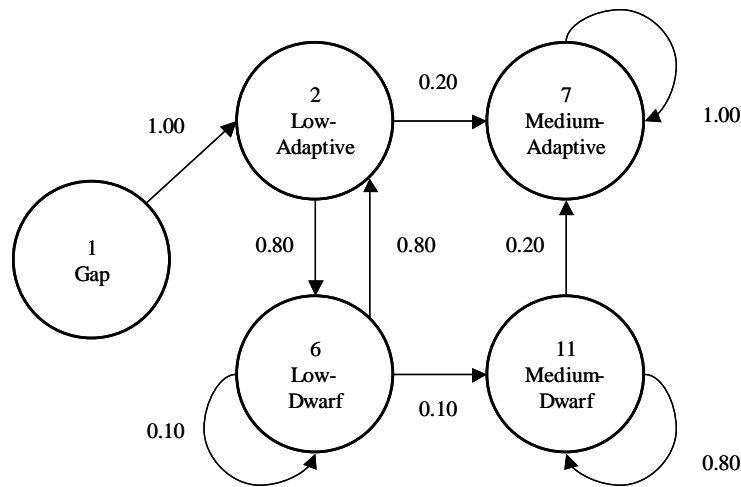 2
Low-
Adaptive
0.20
7
Medium-
Adaptive
1.00
1.00
1
Gap
0.80
0.80
0.20
6
Low-
Dwarf
11
Medium-
Dwarf
0.10
0.10
0.80